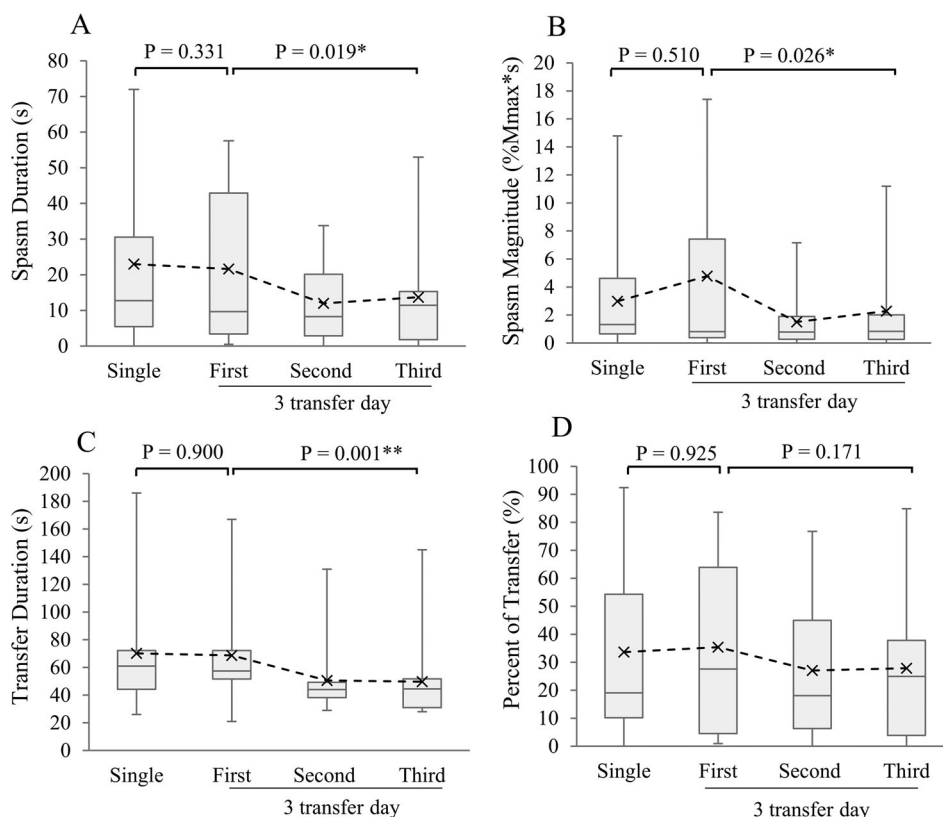 A
P = 0.331
P = 0.019*
Spasm Duration (s)
80
70
60
50
40
30
20
10
0
Single
First
Second
Third
3 transfer day
B
P = 0.510
P = 0.026*
Spasm Magnitude (%Mmax*s)
20
18
16
14
12
10
8
6
4
2
0
Single
First
Second
Third
3 transfer day
C
P = 0.900
P = 0.001**
Transfer Duration (s)
200
180
160
140
120
100
80
60
40
20
0
Single
First
Second
Third
3 transfer day
D
P = 0.925
P = 0.171
Percent of Transfer (%)
100
90
80
70
60
50
40
30
20
10
0
Single
First
Second
Third
3 transfer day